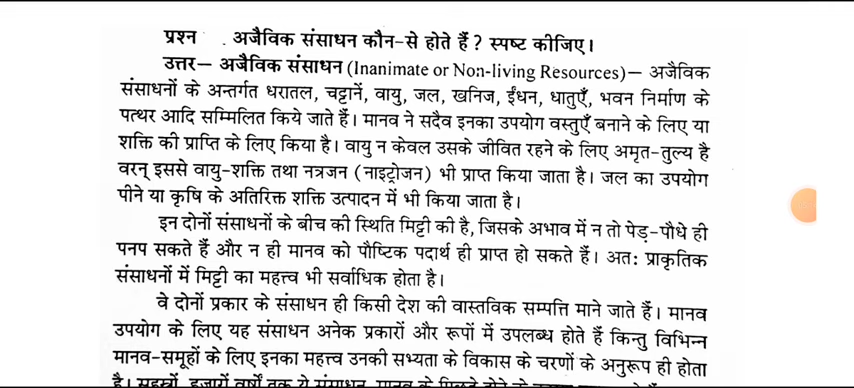 प्रश्न . अजैविक संसाधन कौन-से होते हैं? स्पष्ट कीजिए।
उत्तर— अजैविक संसाधन (Inanimate or Non-living Resources)— अजैविक
संसाधनों के अन्तर्गत धरातल, चट्टानें, वायु, जल, खनिज, ईंधन, धातुएँ, भवन निर्माण के
पत्थर आदि सम्मिलित किये जाते हैं। मानव ने सदैव इनका उपयोग वस्तुएँ बनाने के लिए या
शक्ति की प्राप्ति के लिए किया है। वायु न केवल उसके जीवित रहने के लिए अमृत-तुल्य है
वरन् इससे वायु-शक्ति तथा नत्रजन (नाइट्रोजन) भी प्राप्त किया जाता है। जल का उपयोग
पीने या कृषि के अतिरिक्त शक्ति उत्पादन में भी किया जाता है।
इन दोनों संसाधनों के बीच की स्थिति मिट्टी की है, जिसके अभाव में न तो पेड़-पौधे ही
पनप सकते हैं और न ही मानव को पौष्टिक पदार्थ ही प्राप्त हो सकते हैं। अतः प्राकृतिक
संसाधनों में मिट्टी का महत्त्व भी सर्वाधिक होता है।
वे दोनों प्रकार के संसाधन ही किसी देश की वास्तविक सम्पत्ति माने जाते हैं। मानव
उपयोग के लिए यह संसाधन अनेक प्रकारों और रूपों में उपलब्ध होते हैं किन्तु विभिन्न
मानव-समूहों के लिए इनका महत्त्व उनकी सभ्यता के विकास के चरणों के अनुरूप ही होता
है।